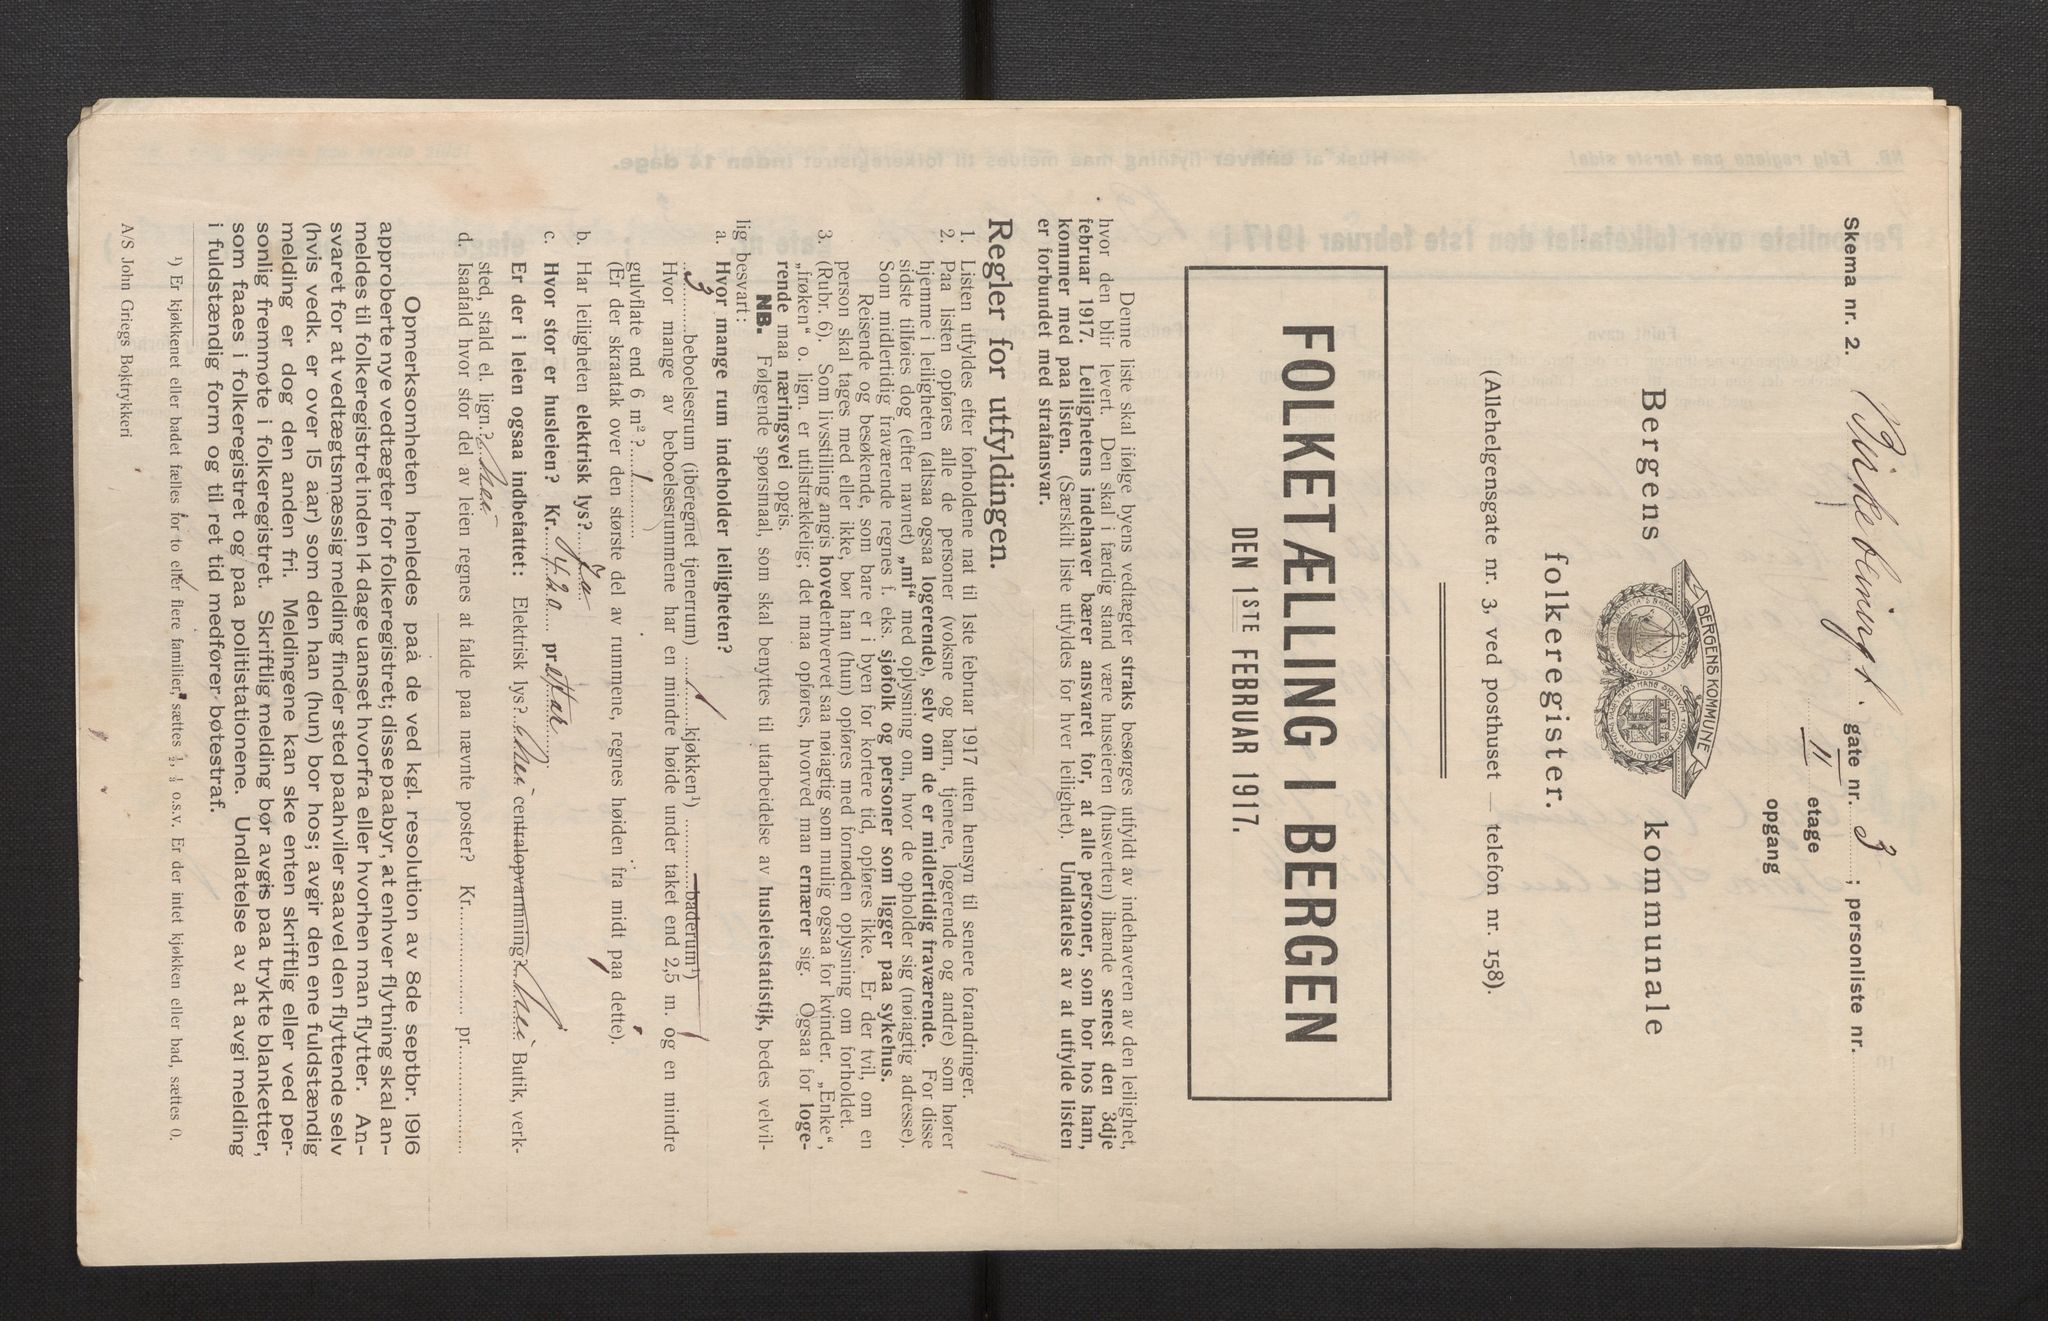 Skema nr. 2. Birkebeinergt. gate nr. 3 ; personliste nr.
II etage
opgang
BERGENS KOMMUNE
Bergens kommunale
folkeregister.
(Allehelgensgate nr. 3, ved posthuset — telefon nr. 158).
FOLKETÆLLING I BERGEN
DEN 1STE FEBRUAR 1917.
Denne liste skal iifølge byens vedtægter straks besørges utfyldt av indehaveren av den leilighet,
hvor den blir levert. Den skal i færdig stand være huseieren (husverten) ihænde senest den 3dje
februar 1917. Leilighetens indehaver bærer ansvaret for, at alle personer, som bor hos ham,
kommer med paa listen. (Særskilt liste utfyldes for hver leilighet). Undlatelse av at utfylde listen
er forbundet med strafansvar.
Regler for utfyldingen.
1. Listen utfyldes efter forholdene nat til 1ste februar 1917 uten hensyn til senere forandringer.
2. Paa listen opføres alle de personer (voksne og barn, tjenere, logerende og andre) som hører
hjemme i leiligheten (altsaa ogsaa logerende), selv om de er midlertidig fraværende. For disse
sidste tilføies dog (efter navnet) „mf“ med oplysning om, hvor de opholder sig (nøiagtig adresse).
Som midlertidig fraværende regnes f. eks. sjøfolk og personer som ligger paa sykehus.
Reisende og besøkende, som bare er i byen for kortere tid, opføres ikke. Er der tvil, om en
person skal tages med eller ikke, bør han (hun) opføres med fornøden oplysning om forholdet.
3. (Rubr. 6). Som livsstilling angis hovederhvervet saa nøiagtig som mulig ogsaa for kvinder. „Enke“,
„frøken“ o. lign. er utilstrækkelig; det maa opføres, hvorved man ernærer sig. Ogsaa for loge-
rende maa næringsvei opgis.
NB. Følgende spørsmaal, som skal benyttes til utarbeidelse av husleiestatistik, bedes velvil-
lig besvart:
a. Hvor mange rum indeholder leiligheten?
3 beboelsesrum (iberegnet tjenerum) 1 kjøkken¹) baderum¹)
Hvor mange av beboelsesrummene har en mindre høide under taket end 2,5 m. og en mindre
gulvflate end 6 m²?
(Er der skraatak over den største del av rummene, regnes høiden fra midt paa dette).
b. Har leiligheten elektrisk lys? Ja
c. Hvor stor er husleien? Kr. 420 pr. aar
Er der i leien ogsaa indbefattet: Elektrisk lys? Nei centralopvarmning? Nei Butik, verk-
sted, stald el. lign.? Nei
d. Isaafald hvor stor del av leien regnes at falde paa nævnte poster? Kr. pr.
Opmerksomheten henledes paa de ved kgl. resolution av 8de septbr. 1916
approberte nye vedtægter for folkeregistret; disse paabyr, at enhver flytning skal an-
meldes til folkeregistret inden 14 dage uanset hvorfra eller hvorhen man flytter. An-
svaret for at vedtægtsmæssig melding finder sted paahviler saavel den flyttende selv
(hvis vedk. er over 15 aar) som den han (hun) bor hos; avgir den ene fuldstændig
melding er dog den anden fri. Meldingene kan ske enten skriftlig eller ved per-
sonlig fremmøte i folkeregistret. Skriftlig melding bør avgis paa trykte blanketter,
som faaes i folkeregistret og paa politistationene. Undlatelse av at avgi melding
i fuldstændig form og til ret tid medfører bøtestraf.
¹) Er kjøkkenet eller badet fælles for to eller flere familier, sættes ½, ⅓ o.s.v. Er der intet kjøkken eller bad, sættes 0.
A/S John Griegs Boktrykkeri